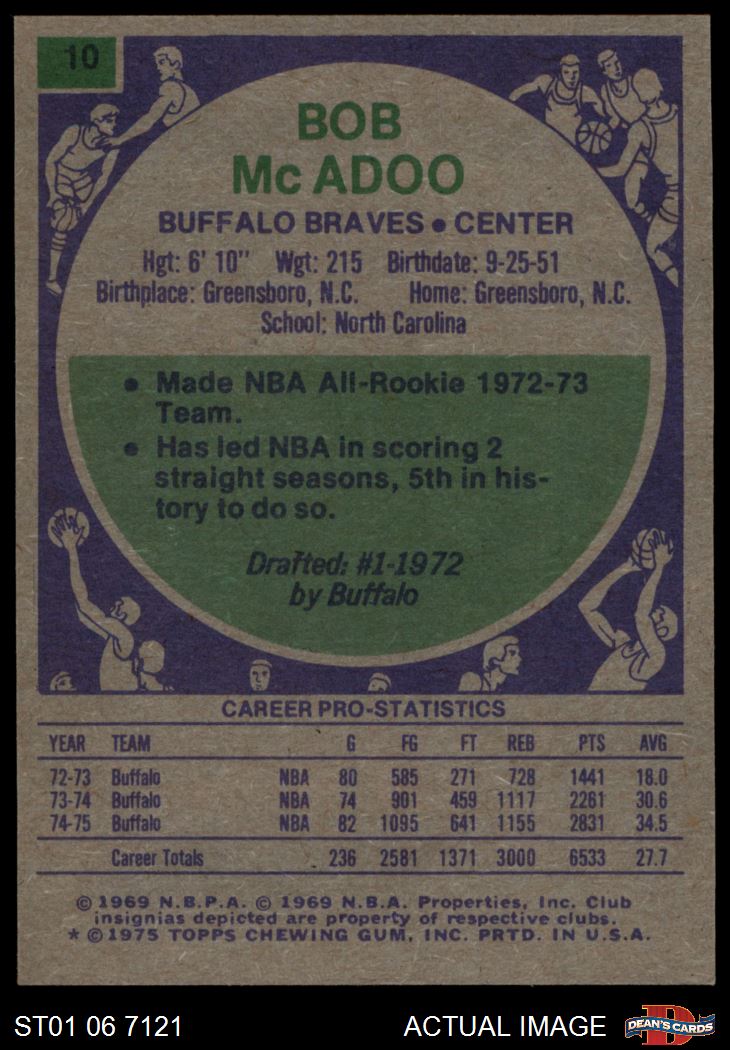 10
BOB
Mc ADOO
BUFFALO BRAVES • CENTER
Hgt: 6' 10" Wgt: 215 Birthdate: 9-25-51
Birthplace: Greensboro, N.C. Home: Greensboro, N.C.
School: North Carolina
• Made NBA All-Rookie 1972-73
Team.
• Has led NBA in scoring 2
straight seasons, 5th in his-
tory to do so.
Drafted: #1-1972
by Buffalo
CAREER PRO-STATISTICS
YEAR TEAM G FG FT REB PTS AVG
72-73 Buffalo NBA 80 585 271 728 1441 18.0
73-74 Buffalo NBA 74 901 459 1117 2261 30.6
74-75 Buffalo NBA 82 1095 641 1155 2831 34.5
Career Totals 236 2581 1371 3000 6533 27.7
© 1969 N.B.P.A. © 1969 N.B.A. Properties, Inc. Club
insignias depicted are property of respective clubs.
* © 1975 TOPPS CHEWING GUM, INC. PRTD. IN U.S.A.
ST01 06 7121 ACTUAL IMAGE D DEAN'S CARDS